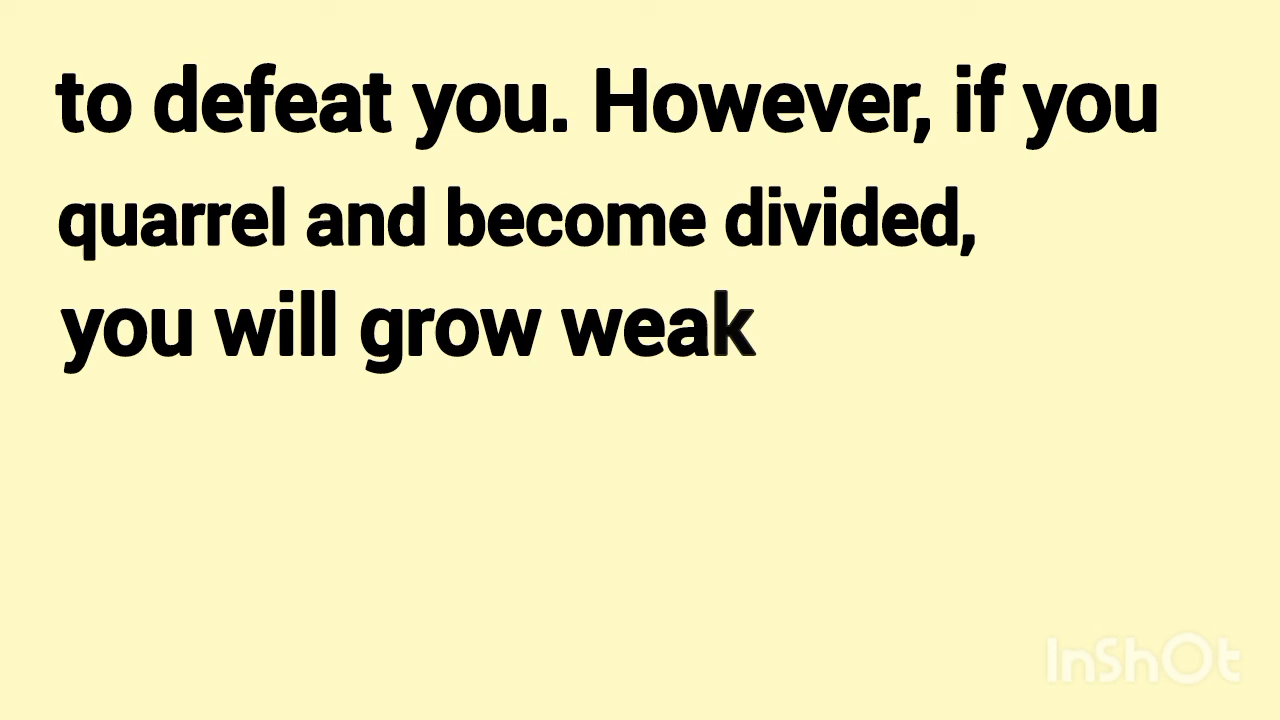 to defeat you. However, if you
quarrel and become divided,
you will grow weak
InShOt